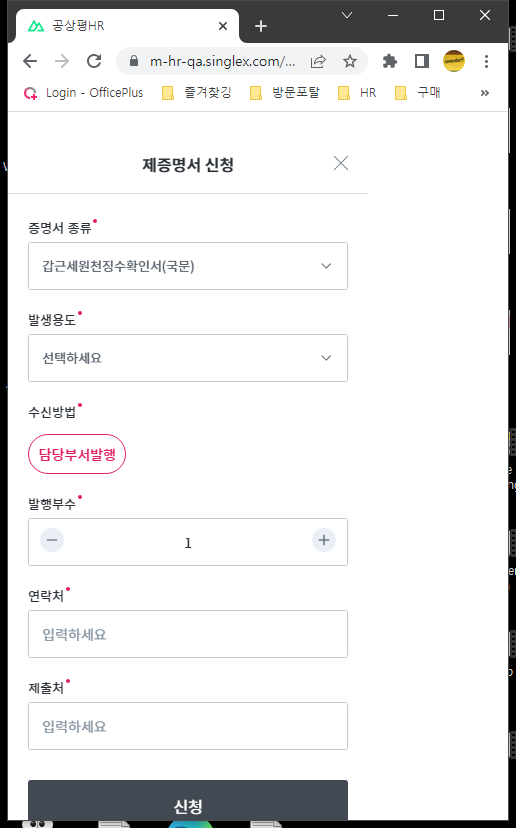 공상평HR
m-hr-qa.singlex.com/...
Login - OfficePlus
즐겨찾깅
방문포탈
HR
구매
제증명서 신청
증명서 종류
갑근세원천징수확인서(국문)
발생용도
선택하세요
수신방법
담당부서발행
발행부수
1
연락처
입력하세요
제출처
입력하세요
신청